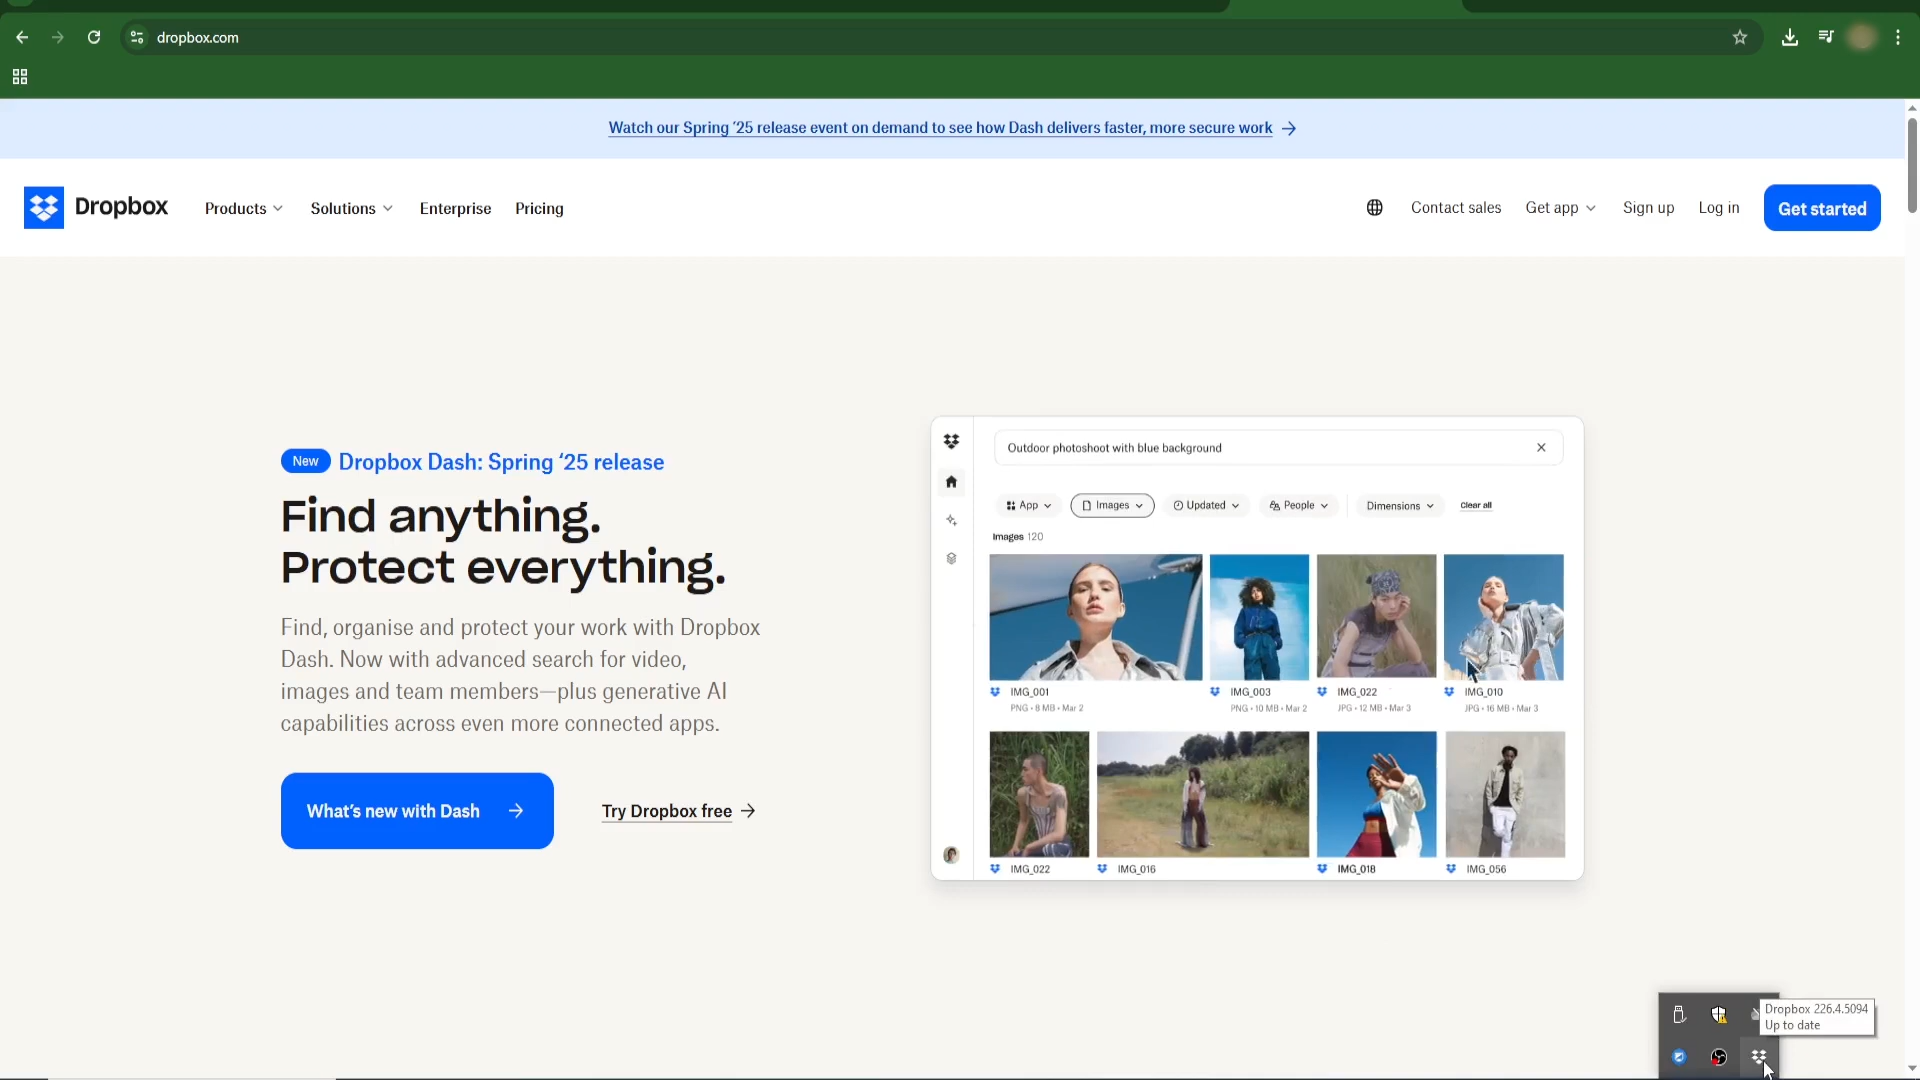 dropbox.com
Watch our Spring ‘25 release event on demand to see how Dash delivers faster, more secure work
Dropbox
Products
Solutions
Enterprise
Pricing
Contact sales
Get app
Sign up
Log in
Get started
New
Dropbox Dash: Spring ‘25 release
Find anything.
Protect everything.
Find, organise and protect your work with Dropbox
Dash. Now with advanced search for video,
images and team members—plus generative AI
capabilities across even more connected apps.
What’s new with Dash
Try Dropbox free
Outdoor photoshoot with blue background
App
Images
Updated
People
Dimensions
Clear all
Images 120
IMG_001
PNG • 8 MB • Mar 2
IMG_003
PNG • 10 MB • Mar 2
IMG_022
JPG • 12 MB • Mar 3
IMG_010
JPG • 16 MB • Mar 3
IMG_022
IMG_016
IMG_018
IMG_056
Dropbox 226.4.5094
Up to date